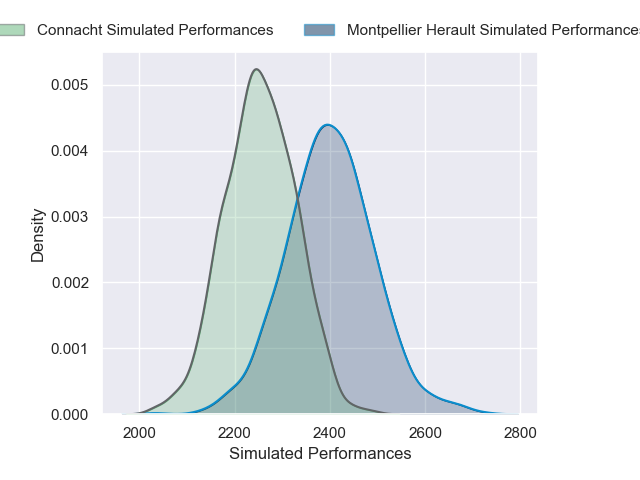 Connacht Simulated Performances Montpellier Herault Simulated Performances
0.005
0.004
0.003
0.002
0.001
0.000
Density
2000 2200 2400 2600 2800
Simulated Performances